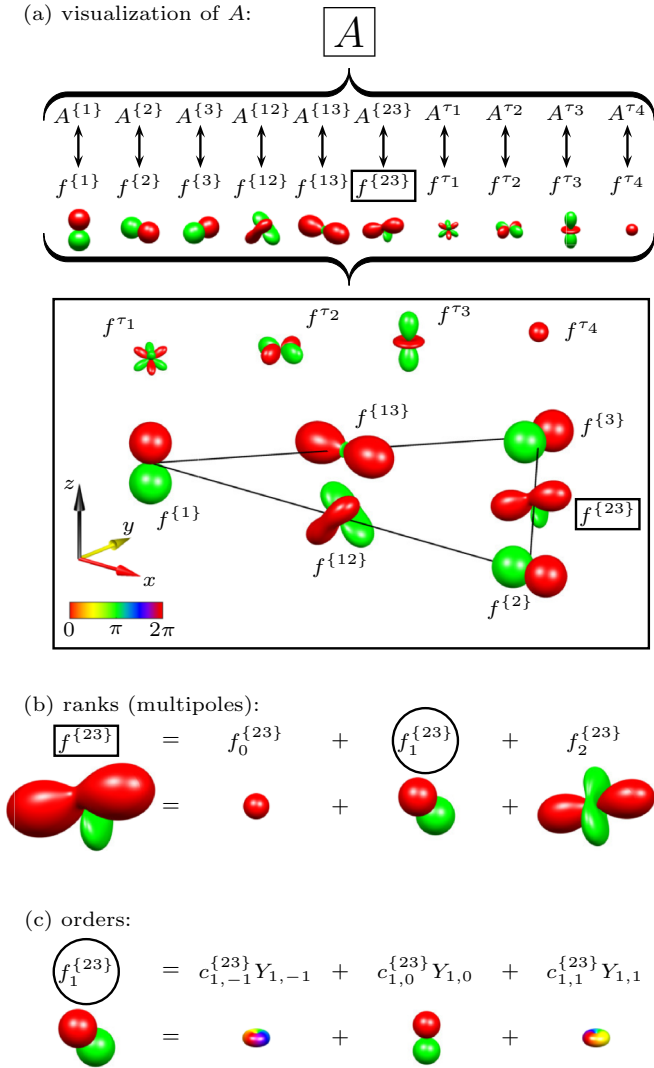 (a) visualization of A:
A
A^{1} A^{2} A^{3} A^{12} A^{13} A^{23} A^τ1 A^τ2 A^τ3 A^τ4
f^{1} f^{2} f^{3} f^{12} f^{13} f^{23} f^τ1 f^τ2 f^τ3 f^τ4
f^τ1 f^τ2 f^τ3 f^τ4
f^{13} f^{3}
z
y
x
f^{1}
f^{23}
f^{12}
f^{2}
0 π 2π
(b) ranks (multipoles):
f^{23} = f_0^{23} + f_1^{23} + f_2^{23}
= + +
(c) orders:
f_1^{23} = c_{1,-1}^{23} Y_{1,-1} + c_{1,0}^{23} Y_{1,0} + c_{1,1}^{23} Y_{1,1}
= + +